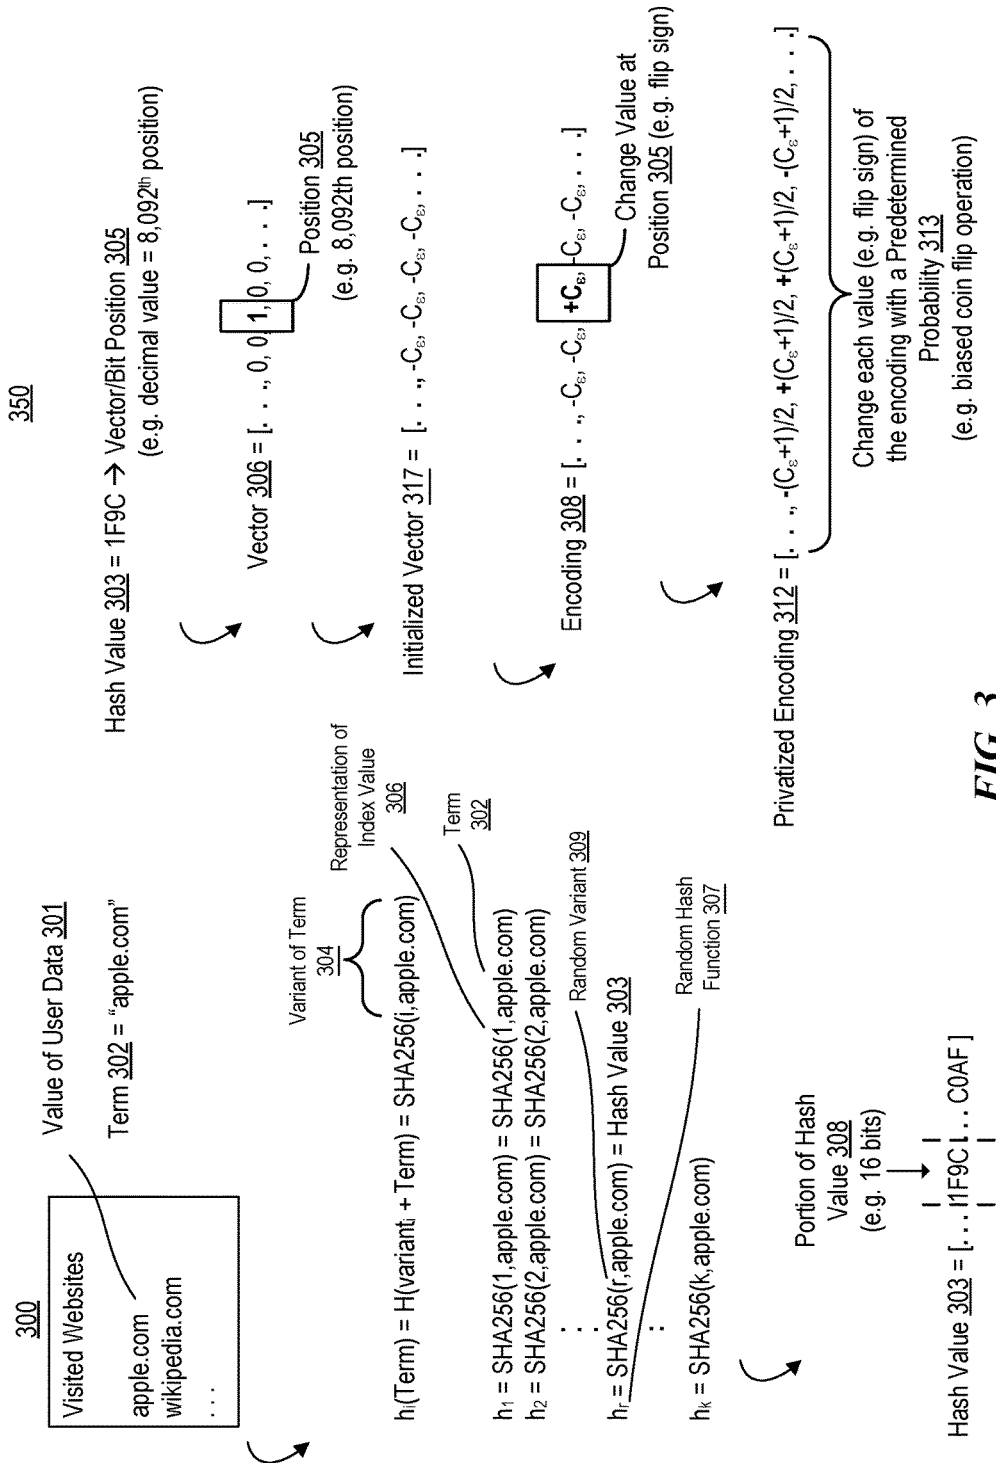 300
Visited Websites
apple.com
wikipedia.com
. . .
Value of User Data 301
Term 302 = “apple.com”
Variant of Term
304
hᵢ(Term) = H(variantᵢ + Term) = SHA256(i,apple.com)
Representation of
Index Value
306
Term
302
h₁ = SHA256(1,apple.com) = SHA256(1,apple.com)
h₂ = SHA256(2,apple.com) = SHA256(2,apple.com)
Random Variant 309
hᵣ = SHA256(r,apple.com) = Hash Value 303
Random Hash
Function 307
hₖ = SHA256(k,apple.com)
Portion of Hash
Value 308
(e.g. 16 bits)
Hash Value 303 = [. . .1F9C. . .C0AF ]
350
Hash Value 303 = 1F9C → Vector/Bit Position 305
(e.g. decimal value = 8,092ᵗʰ position)
Vector 306 = [. . ., 0, 0, 1, 0, 0, . . .]
Position 305
(e.g. 8,092th position)
Initialized Vector 317 = [. . ., -Cε, -Cε, -Cε, -Cε, -Cε, . . .]
Encoding 308 = [. . ., -Cε, -Cε, +Cε, -Cε, -Cε, . . .]
Change Value at
Position 305 (e.g. flip sign)
Privatized Encoding 312 = [. . ., -(Cε+1)/2, +(Cε+1)/2, +(Cε+1)/2, +(Cε+1)/2, -(Cε+1)/2, . . .]
Change each value (e.g. flip sign) of
the encoding with a Predetermined
Probability 313
(e.g. biased coin flip operation)
FIG. 3